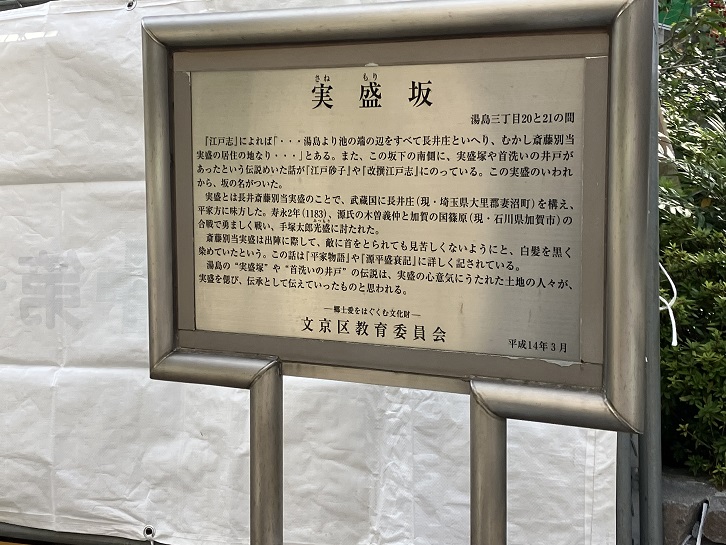 さね もり
実盛坂
湯島三丁目20と21の間
『江戸志』によれば「・・・湯島より池の端の辺をすべて長井庄といへり、むかし斎藤別当
実盛の居住の地なり・・・」とある。また、この坂下の南側に、実盛塚や首洗いの井戸が
あったという伝説めいた話が『江戸砂子』や『改撰江戸志』にのっている。この実盛のいわれ
から、坂の名がついた。
実盛とは長井斎藤別当実盛のことで、武蔵国に長井庄(現・埼玉県大里郡妻沼町)を構え、
平家方に味方した。寿永2年(1183)、源氏の木曽義仲と加賀の国篠原(現・石川県加賀市)の
合戦で勇ましく戦い、手塚太郎光盛に討たれた。
斎藤別当実盛は出陣に際して、敵に首をとられても見苦しくないようにと、白髪を黒く
染めていたという。この話は『平家物語』や『源平盛衰記』に詳しく記されている。
湯島の“実盛塚”や“首洗いの井戸”の伝説は、実盛の心意気にうたれた土地の人々が、
実盛を偲び、伝承として伝えていったものと思われる。
―郷土愛をはぐくむ文化財―
文京区教育委員会
平成14年3月